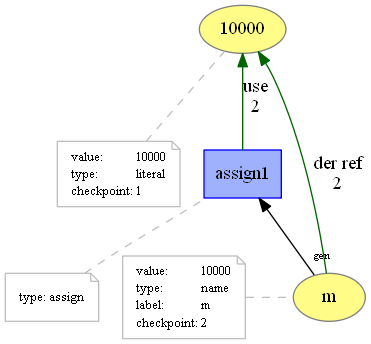 10000
use
2
value: 10000
type: literal
checkpoint: 1
assign1
der ref
2
gen
type: assign
value: 10000
type: name
label: m
checkpoint: 2
m